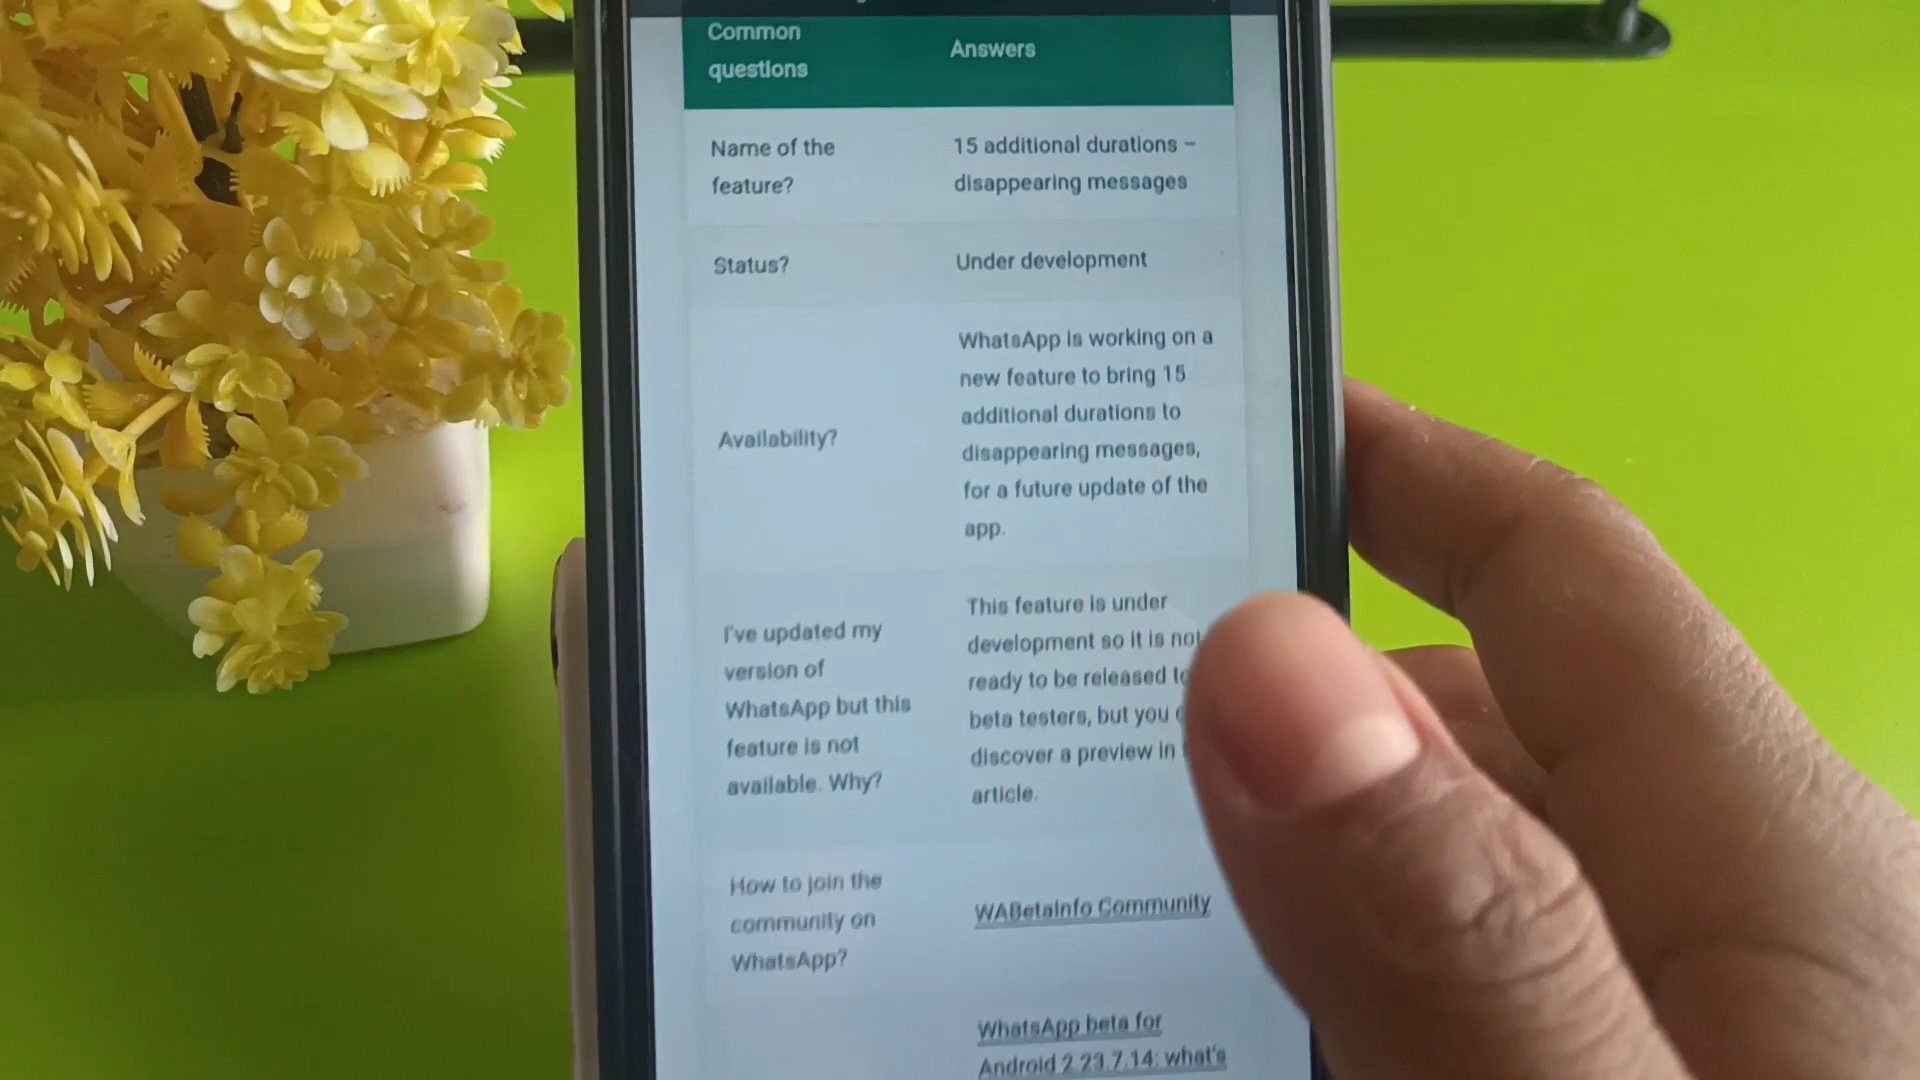 Common
questions
Answers
Name of the
feature?
15 additional durations –
disappearing messages
Status?
Under development
Availability?
WhatsApp is working on a
new feature to bring 15
additional durations to
disappearing messages,
for a future update of the
app.
I've updated my
version of
WhatsApp but this
feature is not
available. Why?
This feature is under
development so it is not
ready to be released to
beta testers, but you
discover a preview in
article.
How to join the
community on
WhatsApp?
WABetaInfo Community
WhatsApp beta for
Android 2.23.7.14: what's